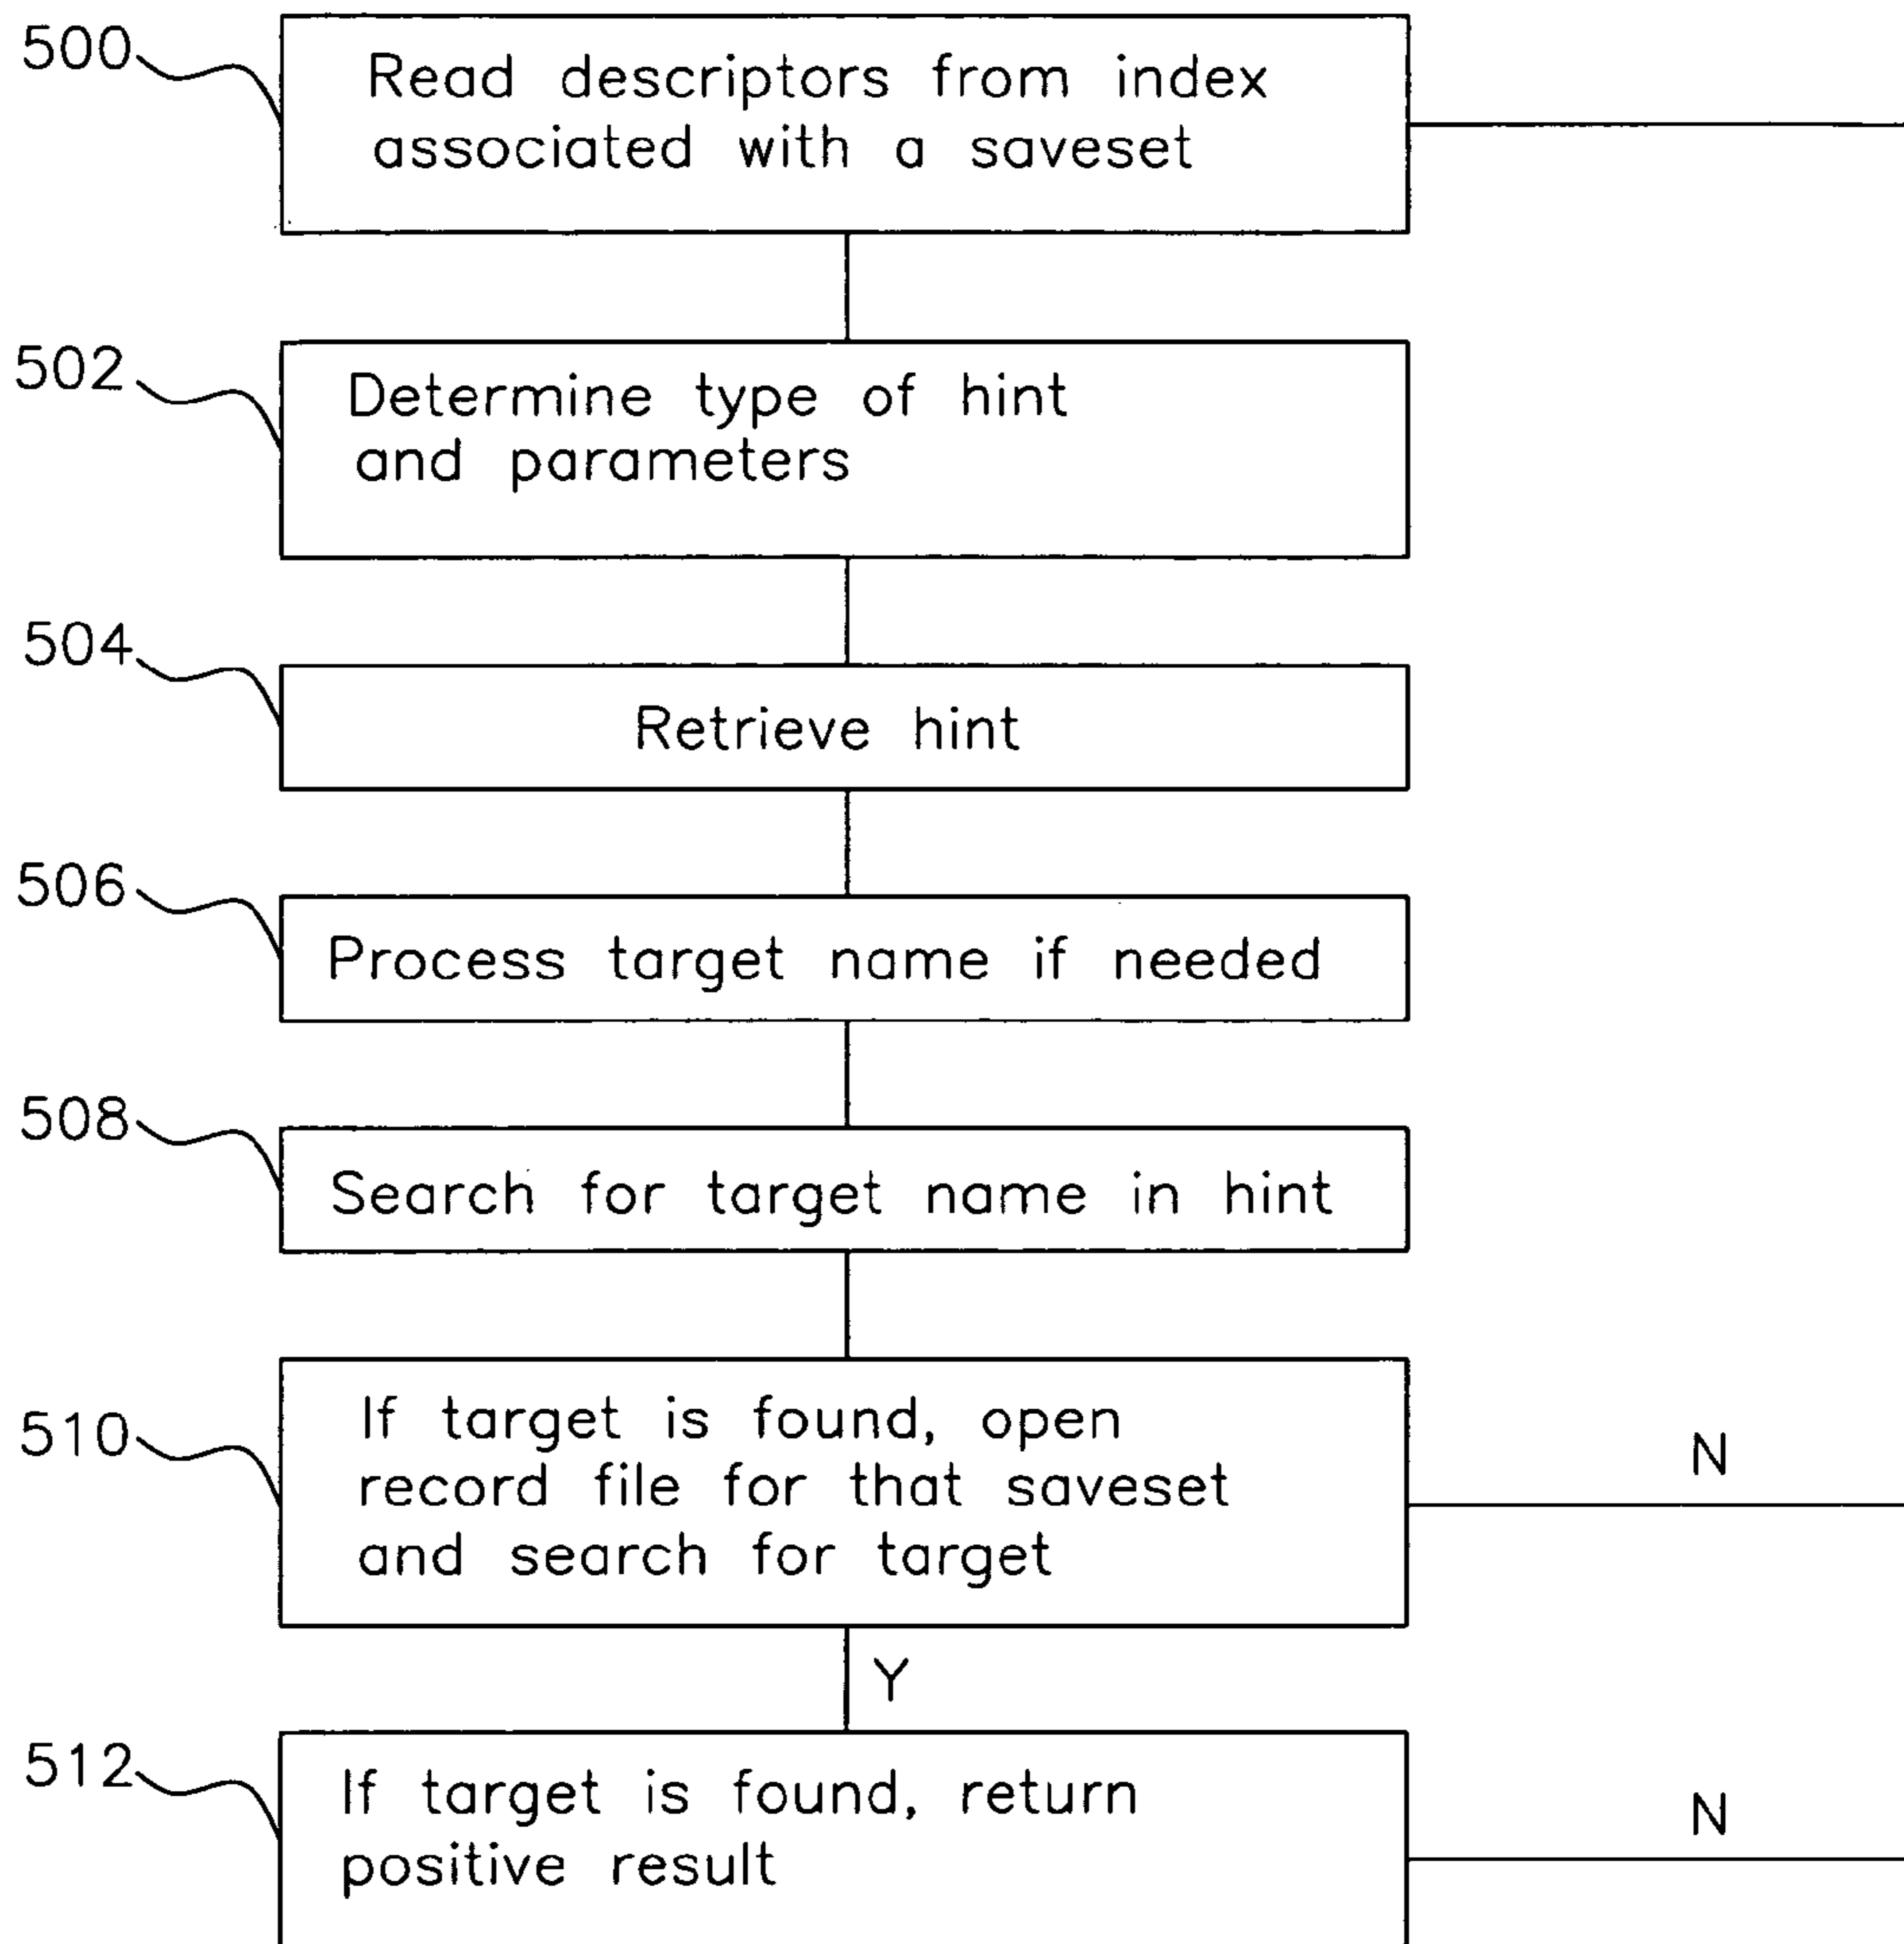 500
Read descriptors from index
associated with a saveset
502
Determine type of hint
and parameters
504
Retrieve hint
506
Process target name if needed
508
Search for target name in hint
510
If target is found, open
record file for that saveset
and search for target
N
Y
512
If target is found, return
positive result
N